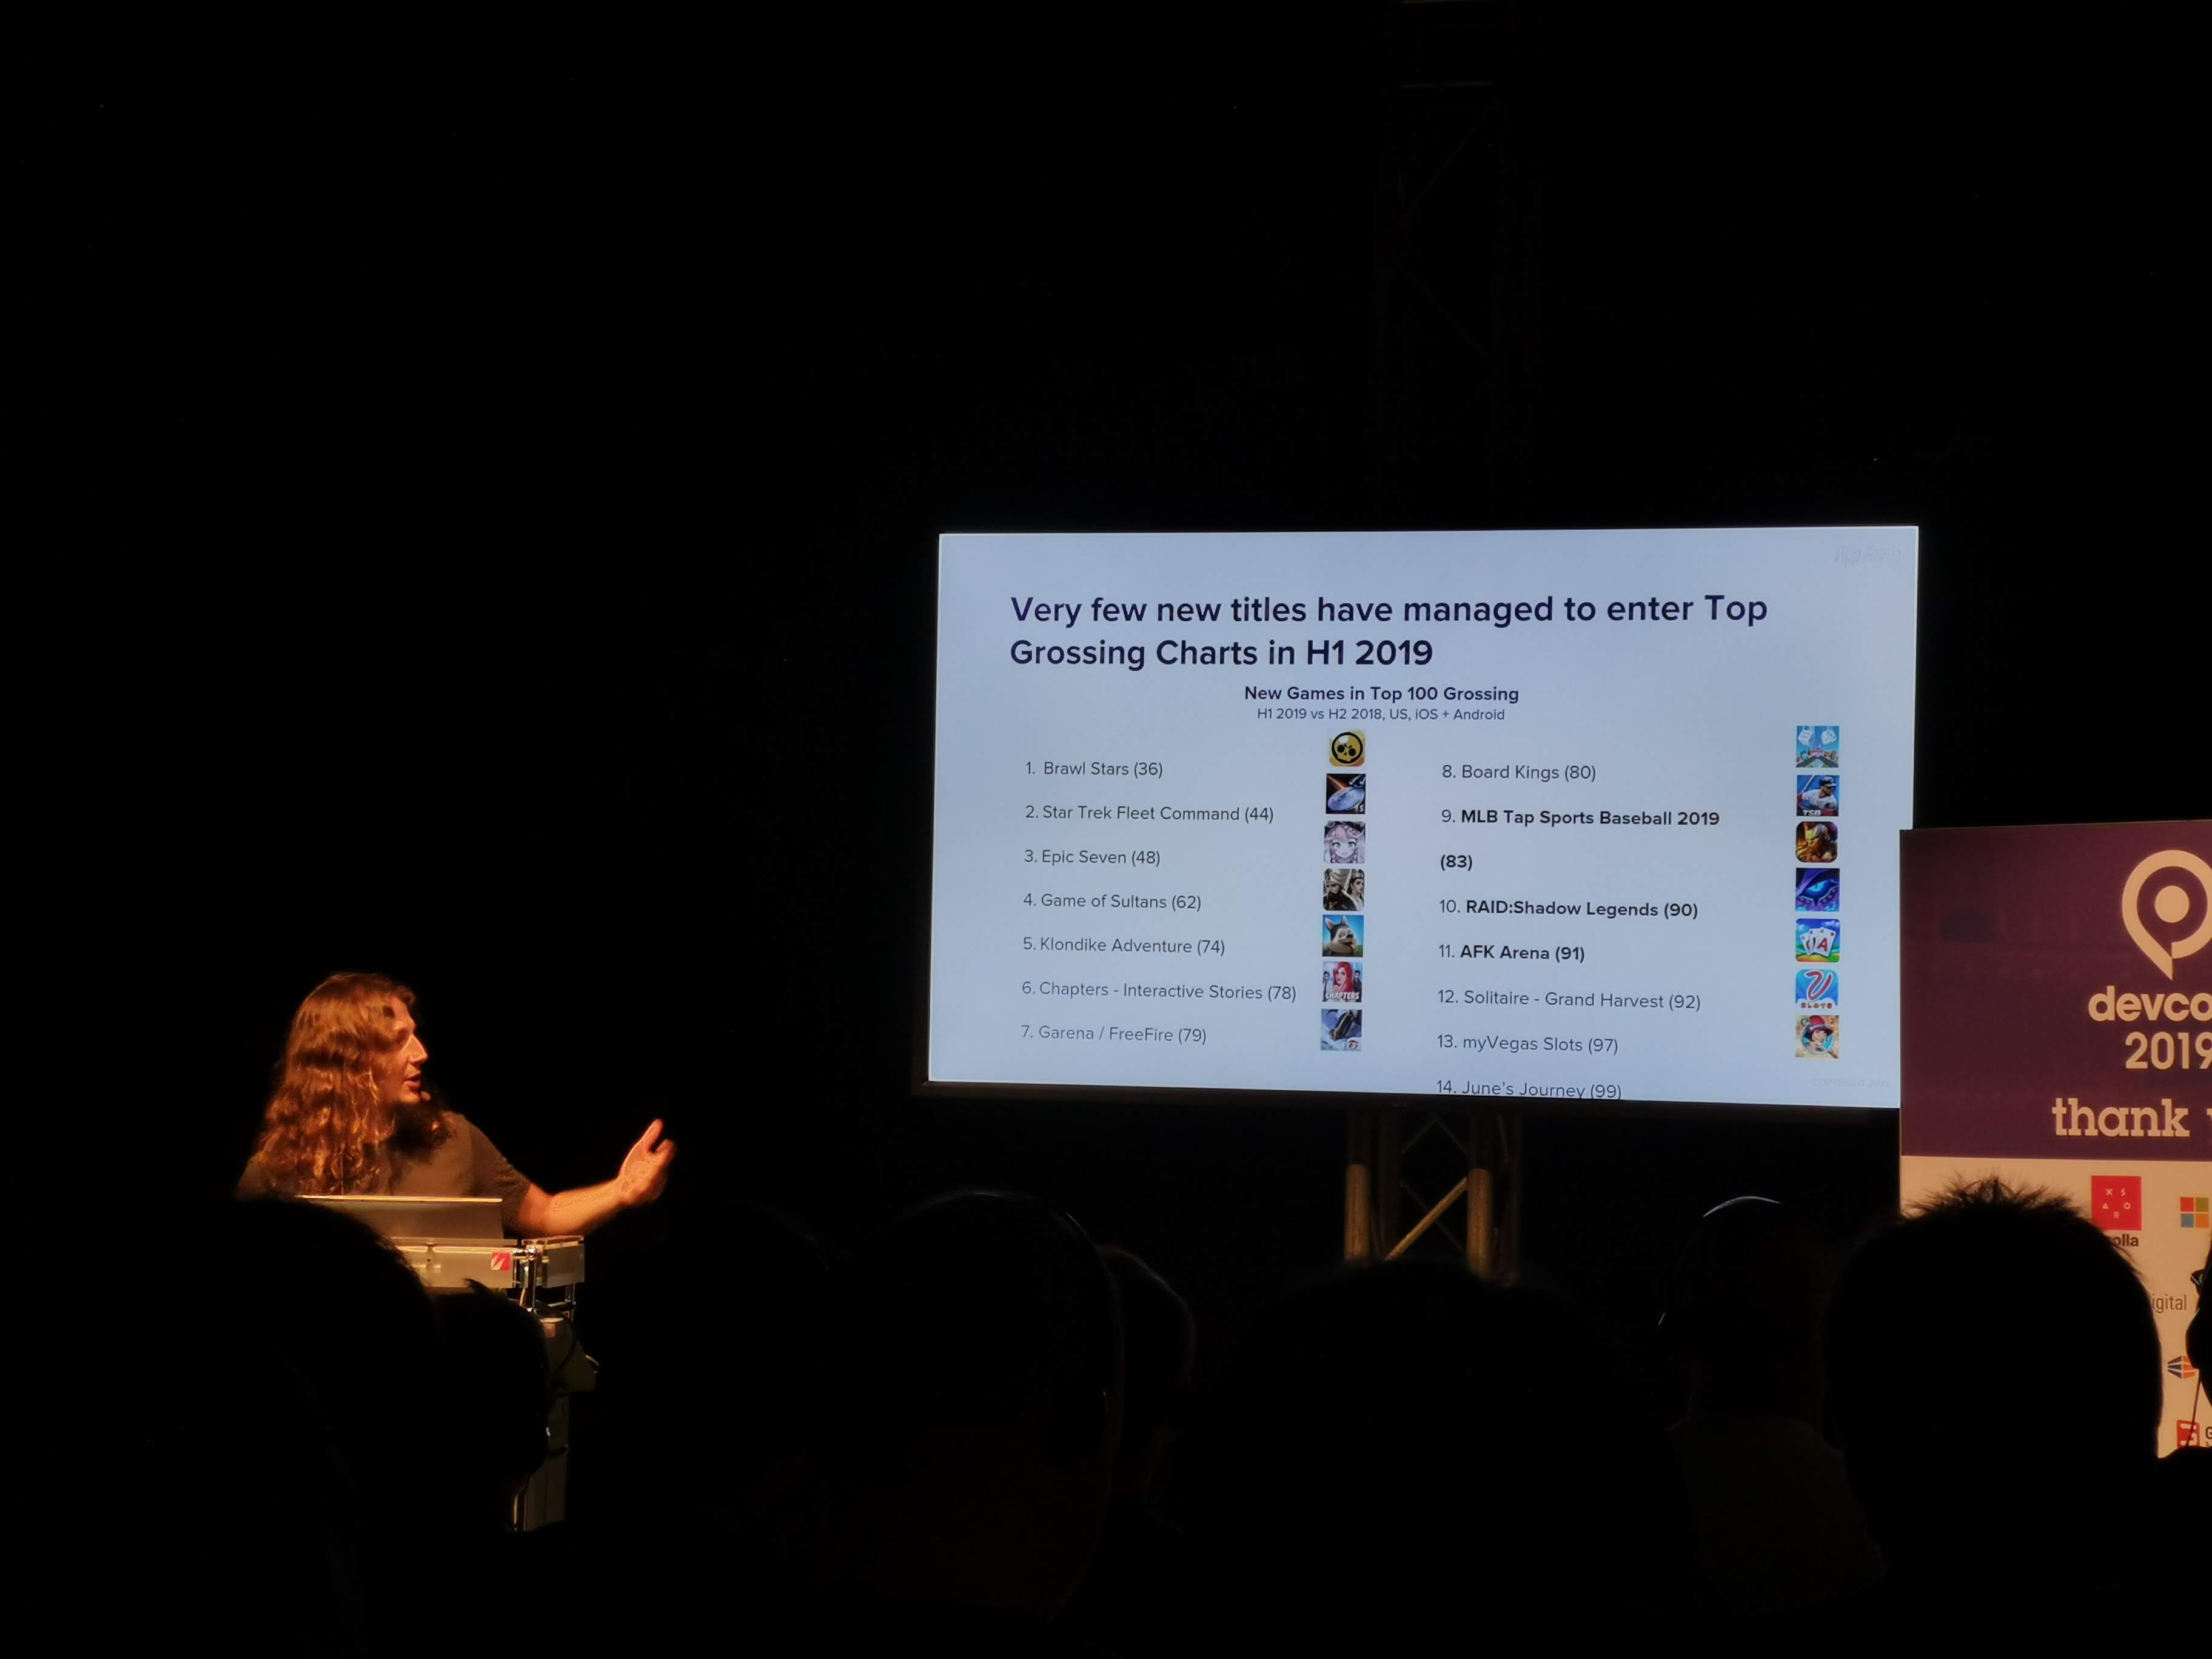 Very few new titles have managed to enter Top
Grossing Charts in H1 2019
New Games in Top 100 Grossing
H1 2019 vs H2 2018, US, iOS + Android
1. Brawl Stars (36)
2. Star Trek Fleet Command (44)
3. Epic Seven (48)
4. Game of Sultans (62)
5. Klondike Adventure (74)
6. Chapters - Interactive Stories (78)
7. Garena / FreeFire (79)
CHAPTERS
8. Board Kings (80)
9. MLB Tap Sports Baseball 2019
(83)
10. RAID:Shadow Legends (90)
11. AFK Arena (91)
12. Solitaire - Grand Harvest (92)
13. myVegas Slots (97)
14. June's Journey (99)
TSB
A
SLOTS
devco
2019
thank
X S
A O
R
olla
igital
G